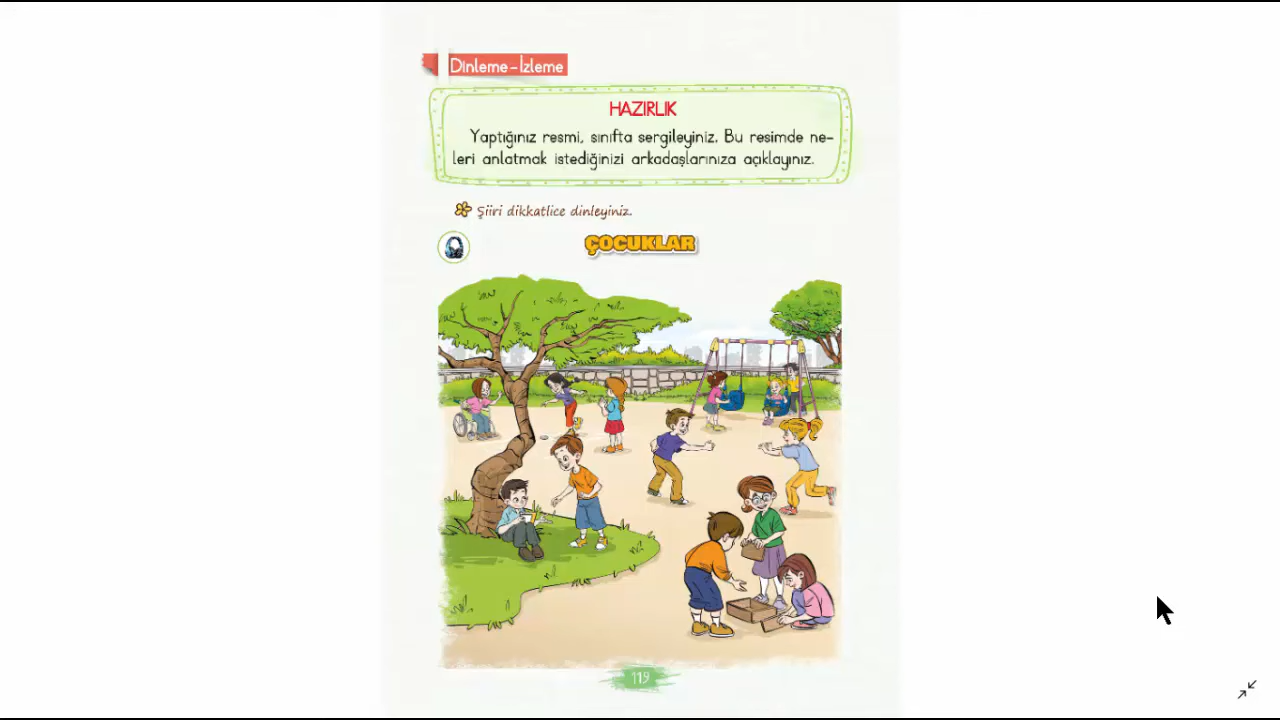 Dinleme-İzleme
HAZIRLIK
Yaptığınız resmi, sınıfta sergileyiniz. Bu resimde ne-
leri anlatmak istediğinizi arkadaşlarınıza açıklayınız.
Şiiri dikkatlice dinleyiniz.
ÇOCUKLAR
119